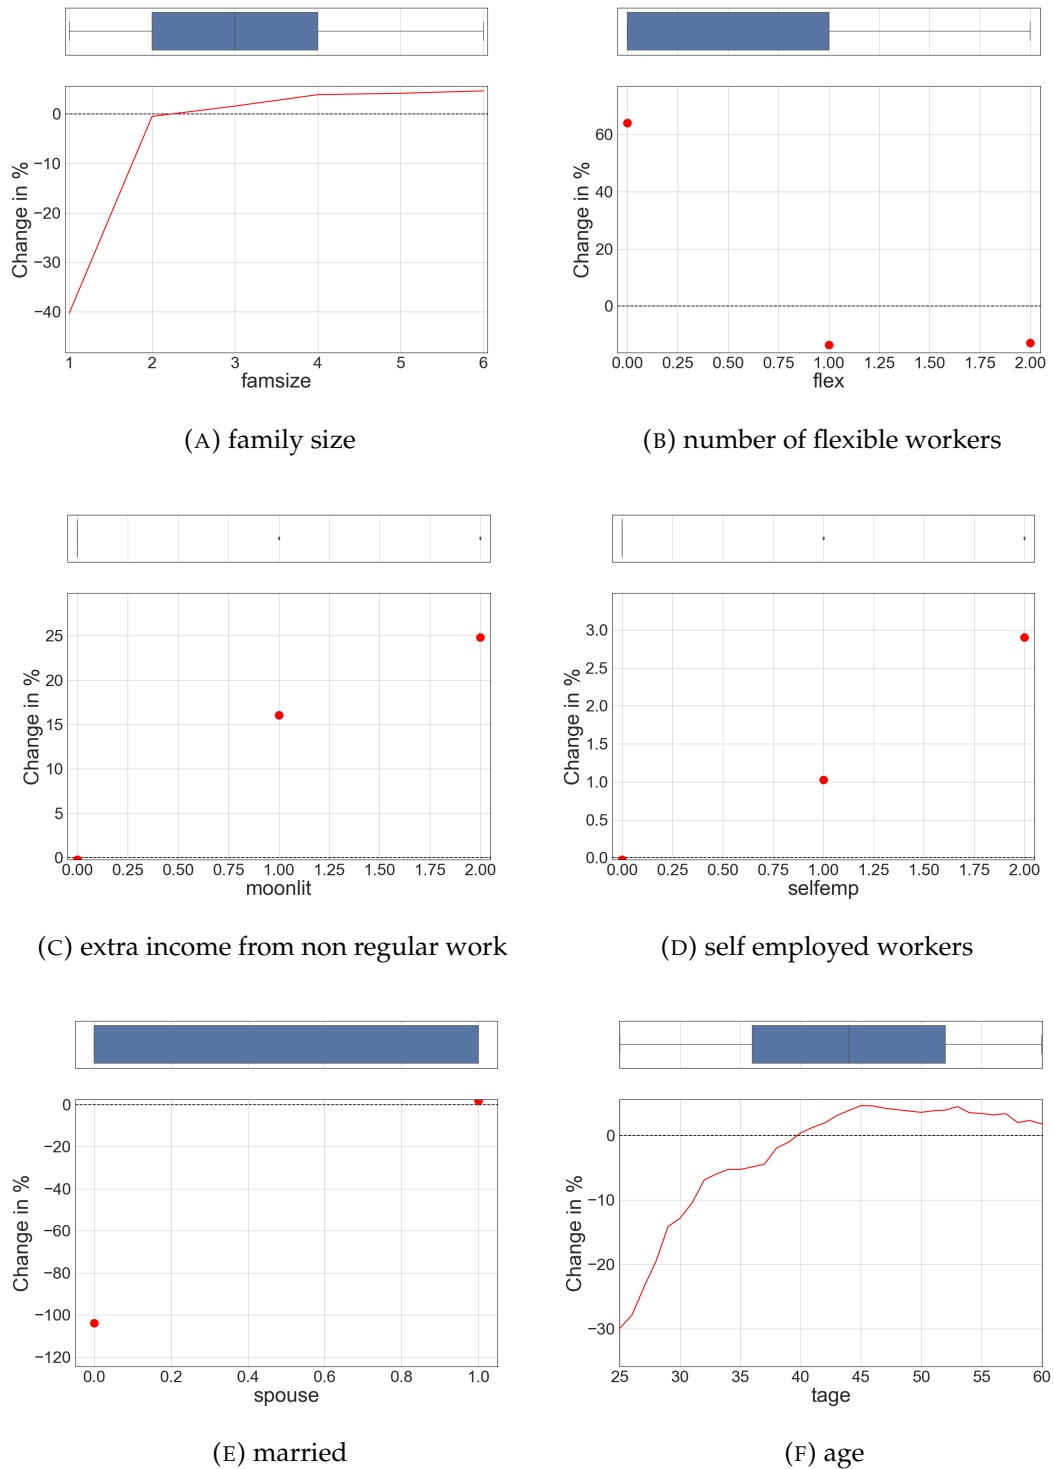 0
−10
−20
−30
−40
Change in %
1 2 3 4 5 6
famsize
(A) family size
60
40
20
0
Change in %
0.00 0.25 0.50 0.75 1.00 1.25 1.50 1.75 2.00
flex
(B) number of flexible workers
25
20
15
10
5
0
Change in %
0.00 0.25 0.50 0.75 1.00 1.25 1.50 1.75 2.00
moonlit
(C) extra income from non regular work
3.0
2.5
2.0
1.5
1.0
0.5
0.0
Change in %
0.00 0.25 0.50 0.75 1.00 1.25 1.50 1.75 2.00
selfemp
(D) self employed workers
0
−20
−40
−60
−80
−100
−120
Change in %
0.0 0.2 0.4 0.6 0.8 1.0
spouse
(E) married
0
−10
−20
−30
Change in %
25 30 35 40 45 50 55 60
tage
(F) age